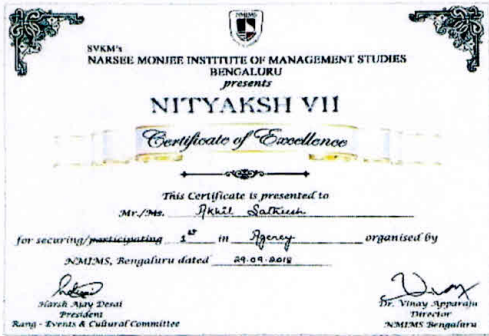 NMIMS
SVKM's
NARSEE MONJEE INSTITUTE OF MANAGEMENT STUDIES
BENGALURU
presents
NITYAKSH VII
Certificate of Excellence
This Certificate is presented to
Mr./Ms. Akhil
for securing/participating 1st in organised by
NMIMS, Bengaluru dated 29.09.2018
Harsh Ajay Desai
President
Rang - Events & Cultural Committee
Dr. Vinay Apparaju
Director
NMIMS Bengaluru